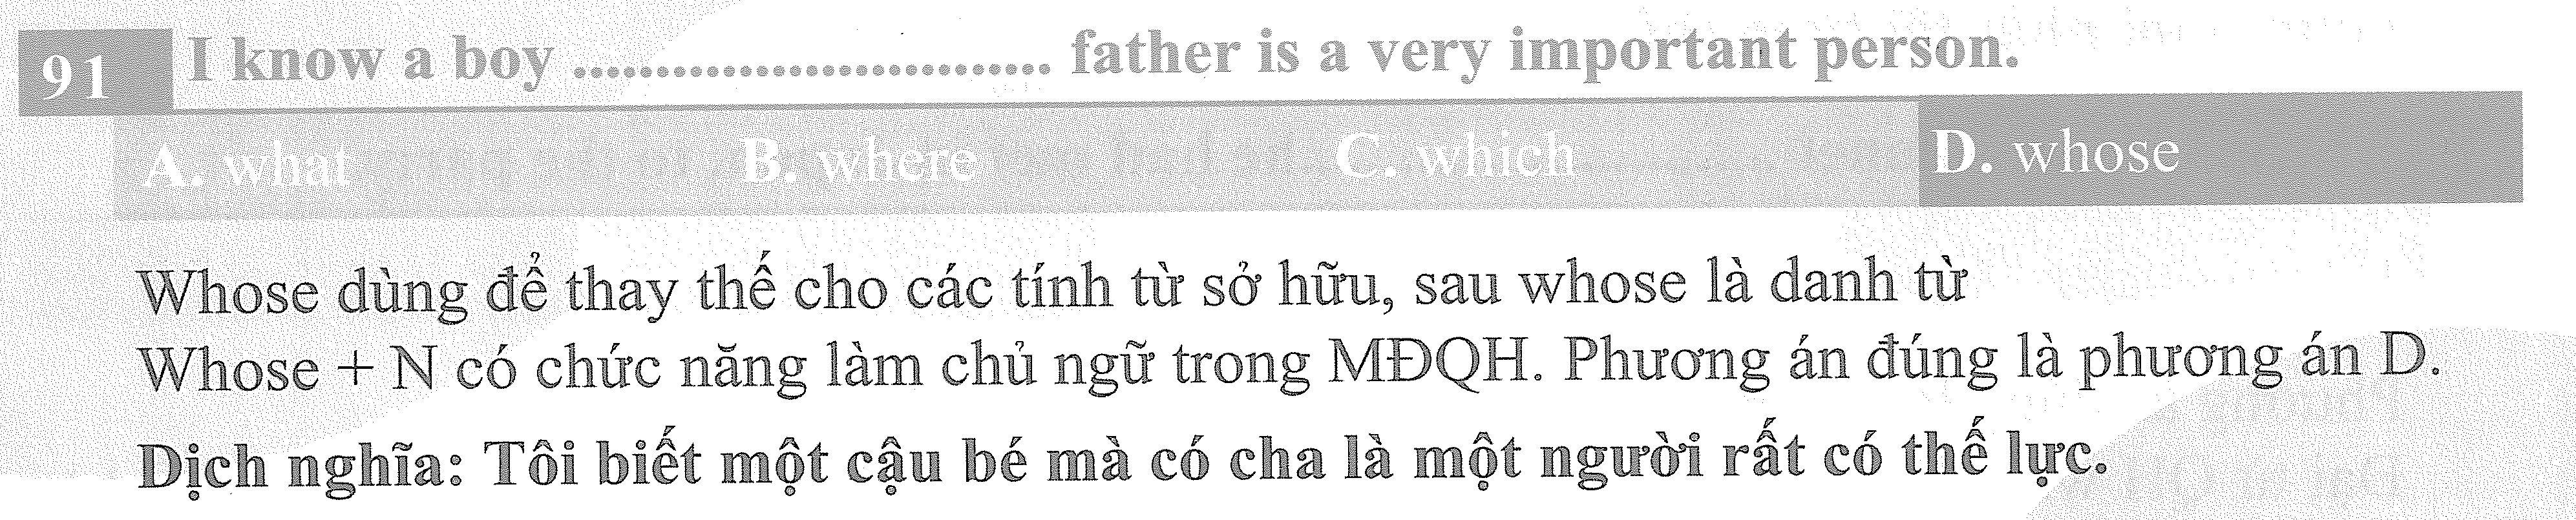 91 I know a boy ............................ father is a very important person.
A. what B. where C. which D. whose
Whose dùng để thay thế cho các tính từ sở hữu, sau whose là danh từ
Whose + N có chức năng làm chủ ngữ trong MĐQH. Phương án đúng là phương án D.
Dịch nghĩa: Tôi biết một cậu bé mà có cha là một người rất có thế lực.